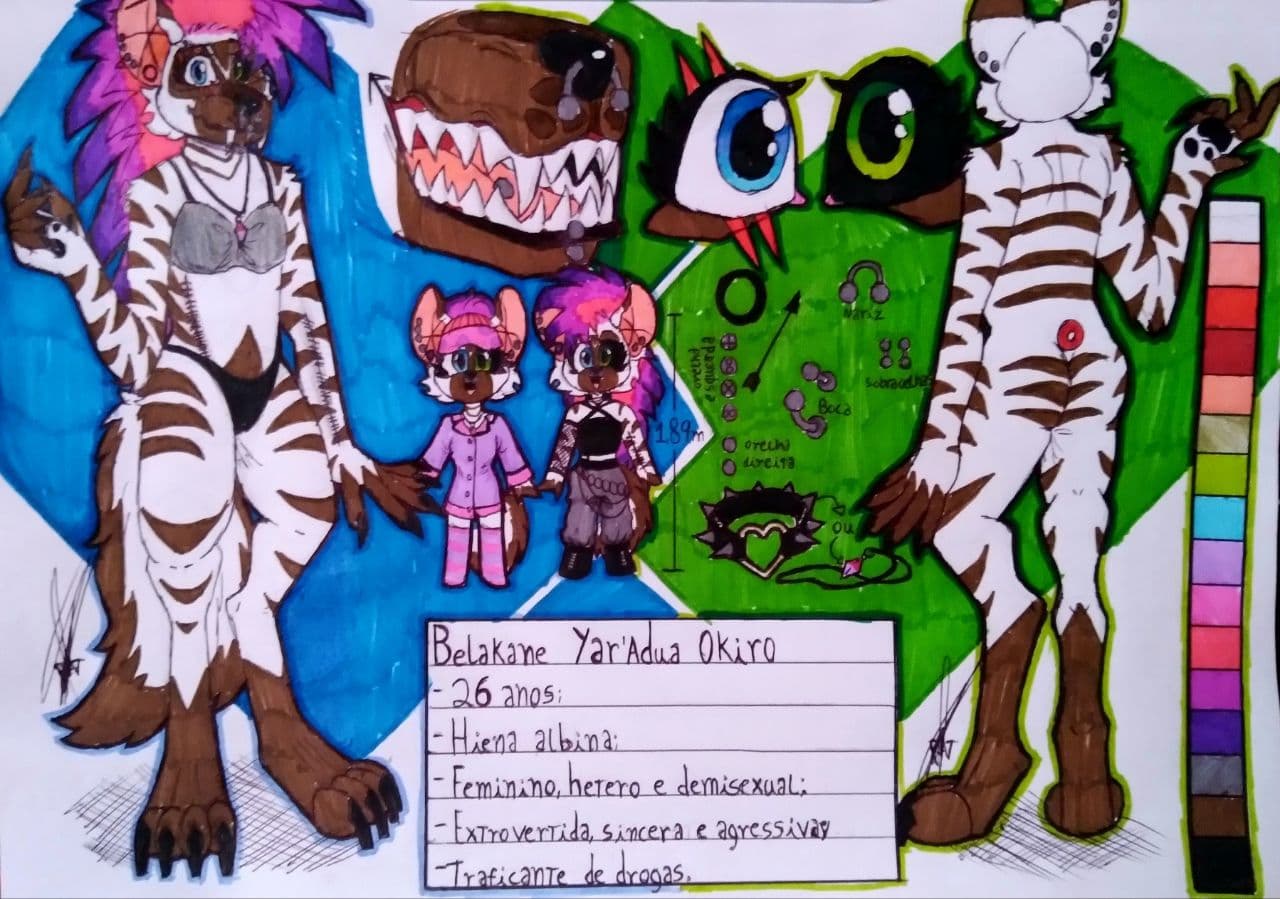 Nariz
orelha
esquerda
sobracelhas
Boca
1.89m
orelha
direita
ou
Belakane Yar'Adua Okiro
- 26 anos;
- Hiena albina;
- Feminino, hetero e demisexual;
- Extrovertida, sincera e agressiva;
- Traficante de drogas.